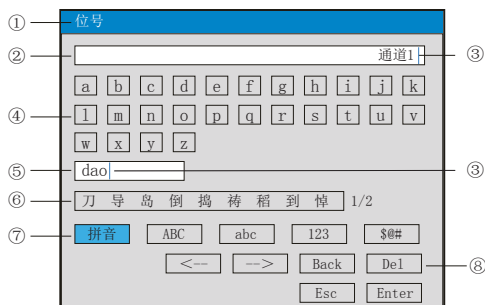 ① 位号
② 通道1 ③
a b c d e f g h i j k
④ l m n o p q r s t u v
w x y z
⑤ dao ③
⑥ 刀 导 岛 倒 捣 祷 稻 到 悼 1/2
⑦ 拼音 ABC abc 123 $@#
<-- --> Back Del ⑧
Esc Enter